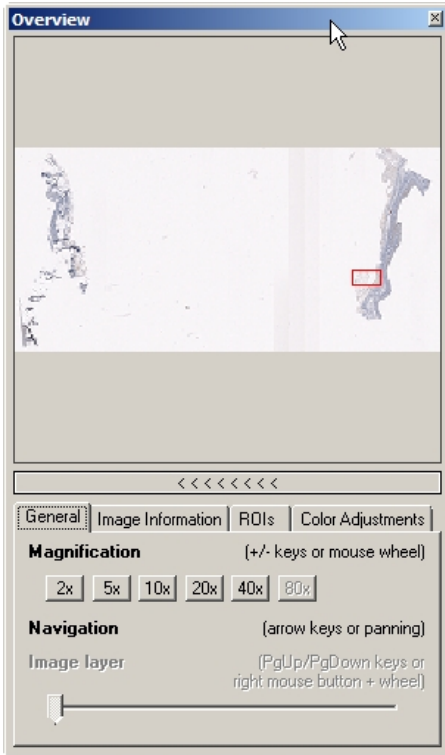 Overview
< < < < < < < <
General Image Information ROIs Color Adjustments
Magnification (+/- keys or mouse wheel)
2x 5x 10x 20x 40x 80x
Navigation (arrow keys or panning)
Image layer (PgUp/PgDown keys or
right mouse button + wheel)